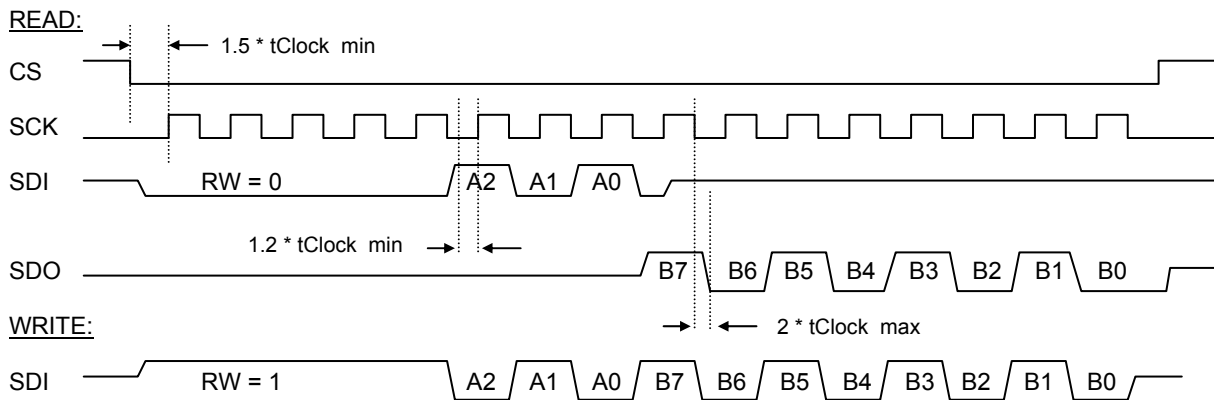 READ:
1.5 * tClock min
CS
SCK
SDI RW = 0 A2 A1 A0
1.2 * tClock min
SDO B7 B6 B5 B4 B3 B2 B1 B0
WRITE: 2 * tClock max
SDI RW = 1 A2 A1 A0 B7 B6 B5 B4 B3 B2 B1 B0